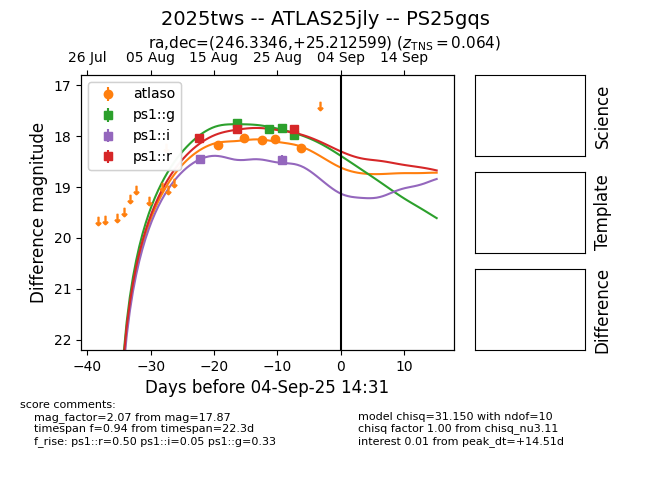 2025tws -- ATLAS25jly -- PS25gqs
ra,dec=(246.3346,+25.212599) (z_TNS = 0.064)
26 Jul 05 Aug 15 Aug 25 Aug 04 Sep 14 Sep
17
18
19
20
21
22
Difference magnitude
atlaso
ps1::g
ps1::i
ps1::r
−40 −30 −20 −10 0 10
Days before 04-Sep-25 14:31
Science
Template
Difference
score comments:
mag_factor=2.07 from mag=17.87
timespan f=0.94 from timespan=22.3d
f_rise: ps1::r=0.50 ps1::i=0.05 ps1::g=0.33
model chisq=31.150 with ndof=10
chisq factor 1.00 from chisq_nu3.11
interest 0.01 from peak_dt=+14.51d